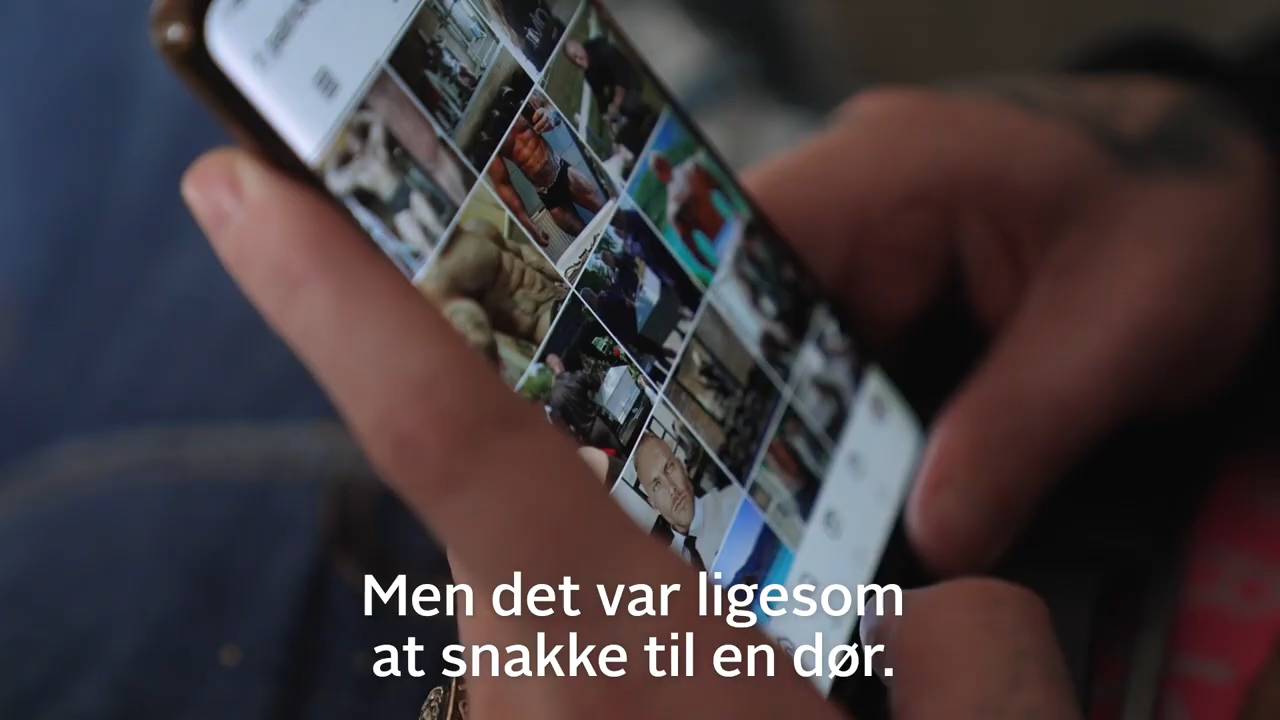 Men det var ligesom
at snakke til en dør.